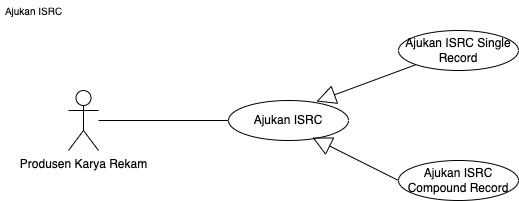 Ajukan ISRC
Ajukan ISRC Single
Record
Ajukan ISRC
Produsen Karya Rekam
Ajukan ISRC
Compound Record